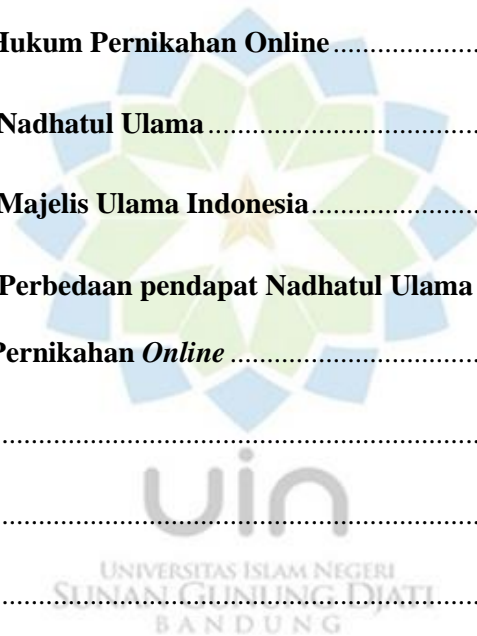 Hukum Pernikahan Online....................
Nadhatul Ulama....................................
Majelis Ulama Indonesia......................
Perbedaan pendapat Nadhatul Ulama
Pernikahan Online.................................
...............................................................
uin
...............................................................
UNIVERSITAS ISLAM NEGERI
SUNAN GUNUNG DJATI
...............................................................
BANDUNG